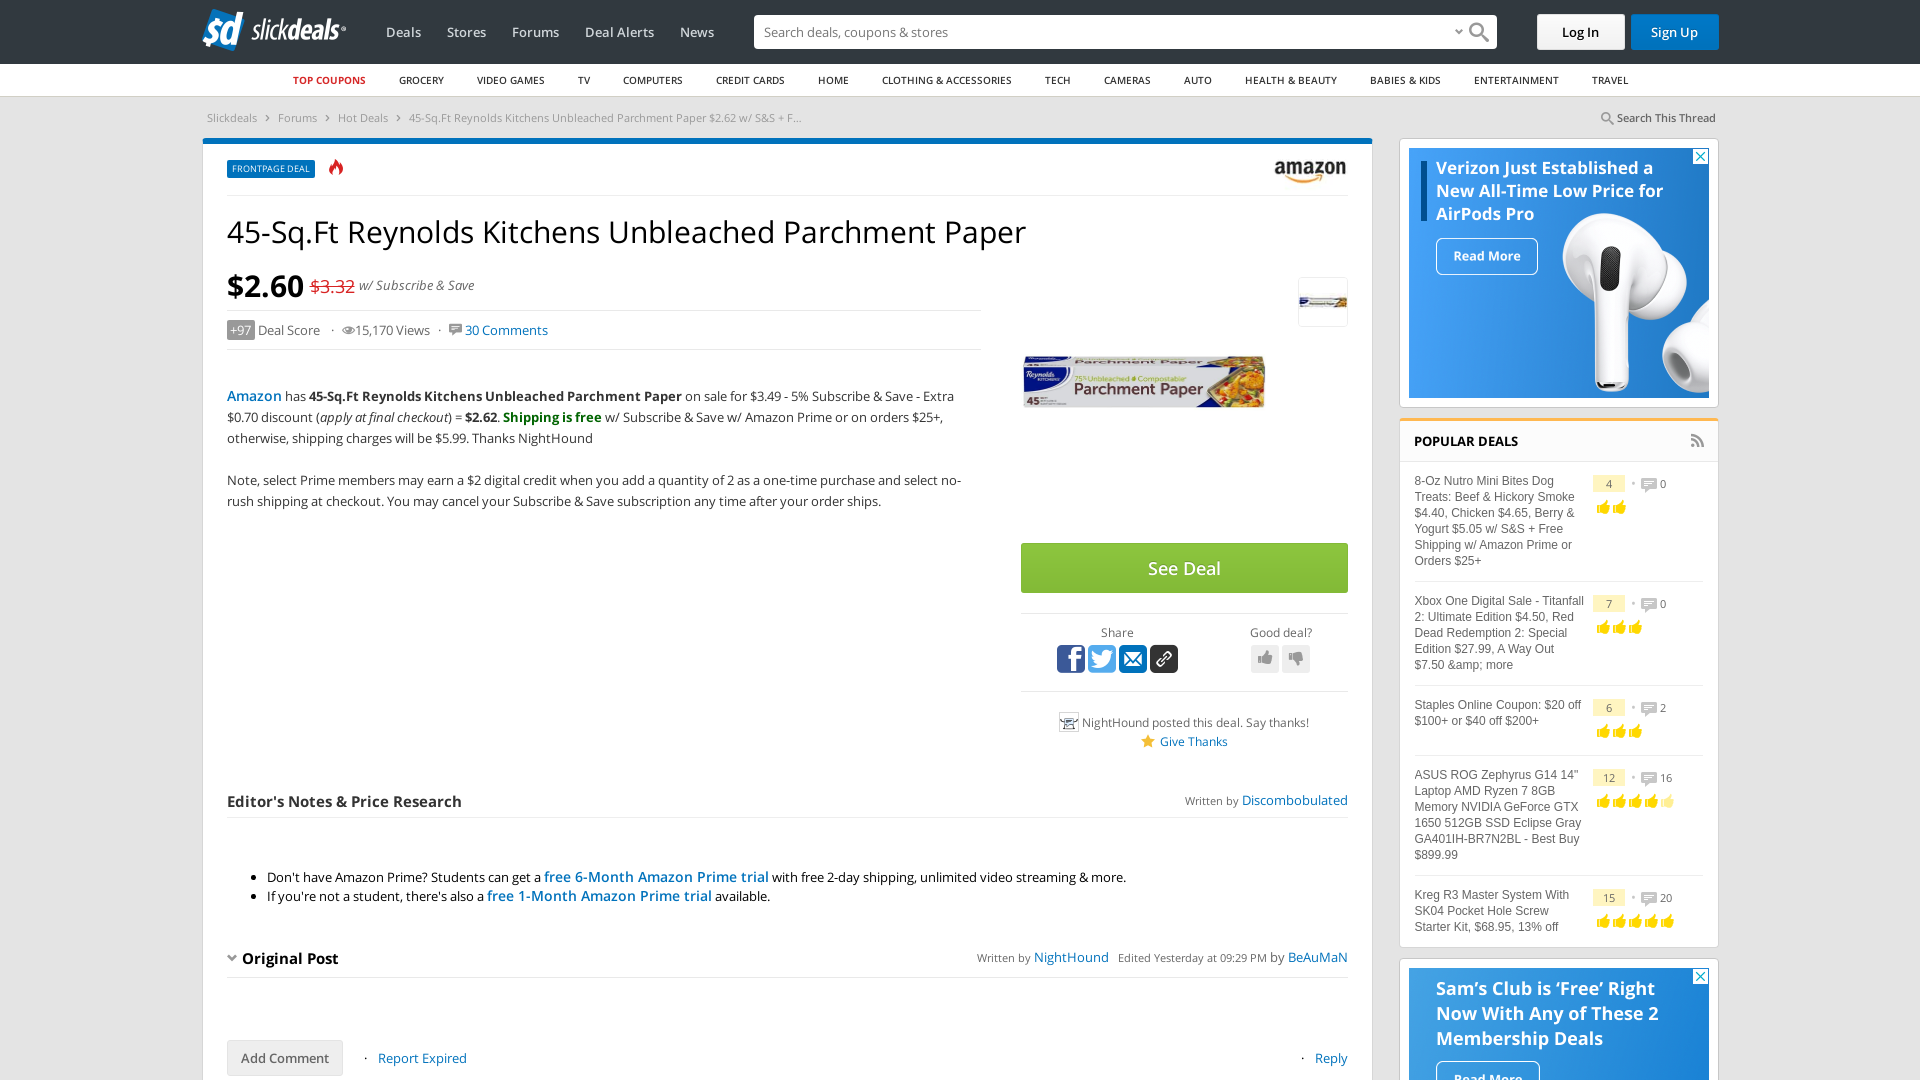 sd slickdeals®
Deals Stores Forums Deal Alerts News
Search deals, coupons & stores
Log In Sign Up
TOP COUPONS GROCERY VIDEO GAMES TV COMPUTERS CREDIT CARDS HOME CLOTHING & ACCESSORIES TECH CAMERAS AUTO HEALTH & BEAUTY BABIES & KIDS ENTERTAINMENT TRAVEL
Slickdeals › Forums › Hot Deals › 45-Sq.Ft Reynolds Kitchens Unbleached Parchment Paper $2.62 w/ S&S + F...
Search This Thread
FRONTPAGE DEAL
amazon
45-Sq.Ft Reynolds Kitchens Unbleached Parchment Paper
$2.60 $3.32 w/ Subscribe & Save
+97 Deal Score · 15,170 Views · 30 Comments
Amazon has 45-Sq.Ft Reynolds Kitchens Unbleached Parchment Paper on sale for $3.49 - 5% Subscribe & Save - Extra
$0.70 discount (apply at final checkout) = $2.62. Shipping is free w/ Subscribe & Save w/ Amazon Prime or on orders $25+,
otherwise, shipping charges will be $5.99. Thanks NightHound
Note, select Prime members may earn a $2 digital credit when you add a quantity of 2 as a one-time purchase and select no-
rush shipping at checkout. You may cancel your Subscribe & Save subscription any time after your order ships.
Parchment Paper
Reynolds
KITCHENS
75% Unbleached Compostable
Parchment Paper
45
See Deal
Share Good deal?
NightHound posted this deal. Say thanks!
Give Thanks
Editor's Notes & Price Research
Written by Discombobulated
• Don't have Amazon Prime? Students can get a free 6-Month Amazon Prime trial with free 2-day shipping, unlimited video streaming & more.
• If you're not a student, there's also a free 1-Month Amazon Prime trial available.
Original Post
Written by NightHound Edited Yesterday at 09:29 PM by BeAuMaN
Add Comment · Report Expired · Reply
Verizon Just Established a
New All-Time Low Price for
AirPods Pro
Read More
POPULAR DEALS
8-Oz Nutro Mini Bites Dog
Treats: Beef & Hickory Smoke
$4.40, Chicken $4.65, Berry &
Yogurt $5.05 w/ S&S + Free
Shipping w/ Amazon Prime or
Orders $25+
4 • 0
Xbox One Digital Sale - Titanfall
2: Ultimate Edition $4.50, Red
Dead Redemption 2: Special
Edition $27.99, A Way Out
$7.50 &amp; more
7 • 0
Staples Online Coupon: $20 off
$100+ or $40 off $200+
6 • 2
ASUS ROG Zephyrus G14 14"
Laptop AMD Ryzen 7 8GB
Memory NVIDIA GeForce GTX
1650 512GB SSD Eclipse Gray
GA401IH-BR7N2BL - Best Buy
$899.99
12 • 16
Kreg R3 Master System With
SK04 Pocket Hole Screw
Starter Kit, $68.95, 13% off
15 • 20
Sam's Club is ‘Free’ Right
Now With Any of These 2
Membership Deals
Read More